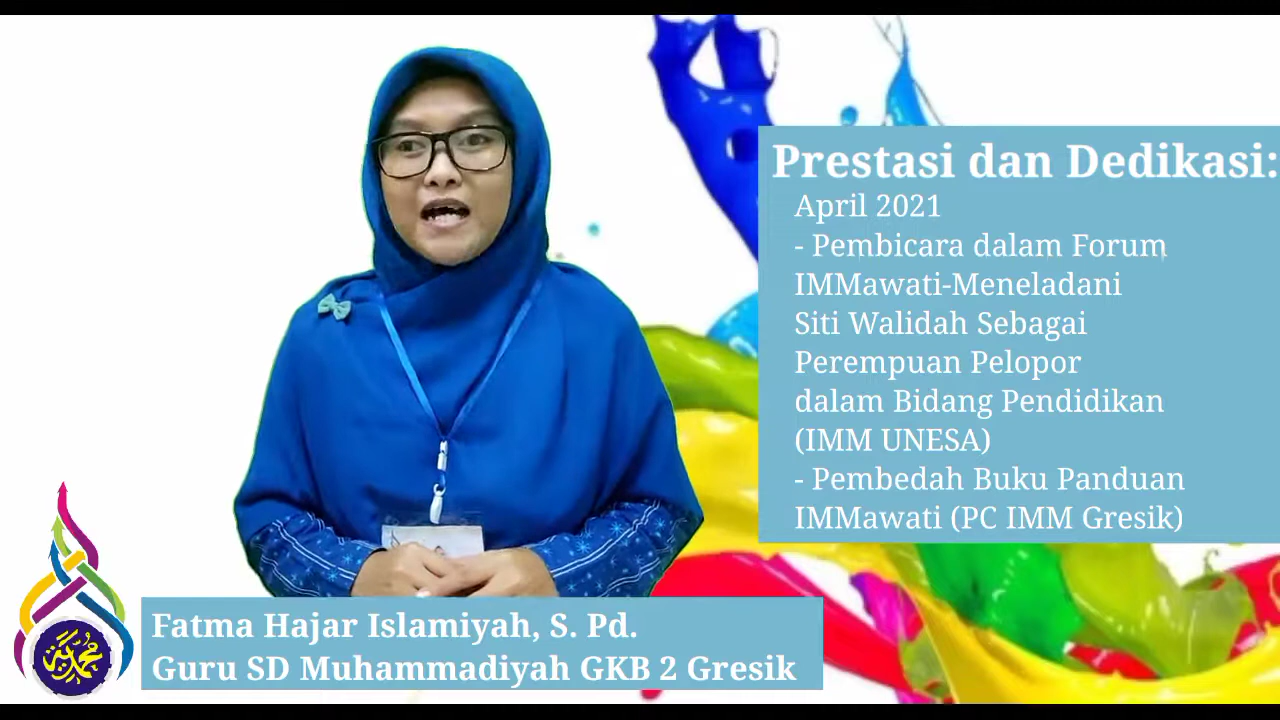 Prestasi dan Dedikasi:
April 2021
- Pembicara dalam Forum
IMMawati-Meneladani
Siti Walidah Sebagai
Perempuan Pelopor
dalam Bidang Pendidikan
(IMM UNESA)
- Pembedah Buku Panduan
IMMawati (PC IMM Gresik)
Fatma Hajar Islamiyah, S. Pd.
Guru SD Muhammadiyah GKB 2 Gresik